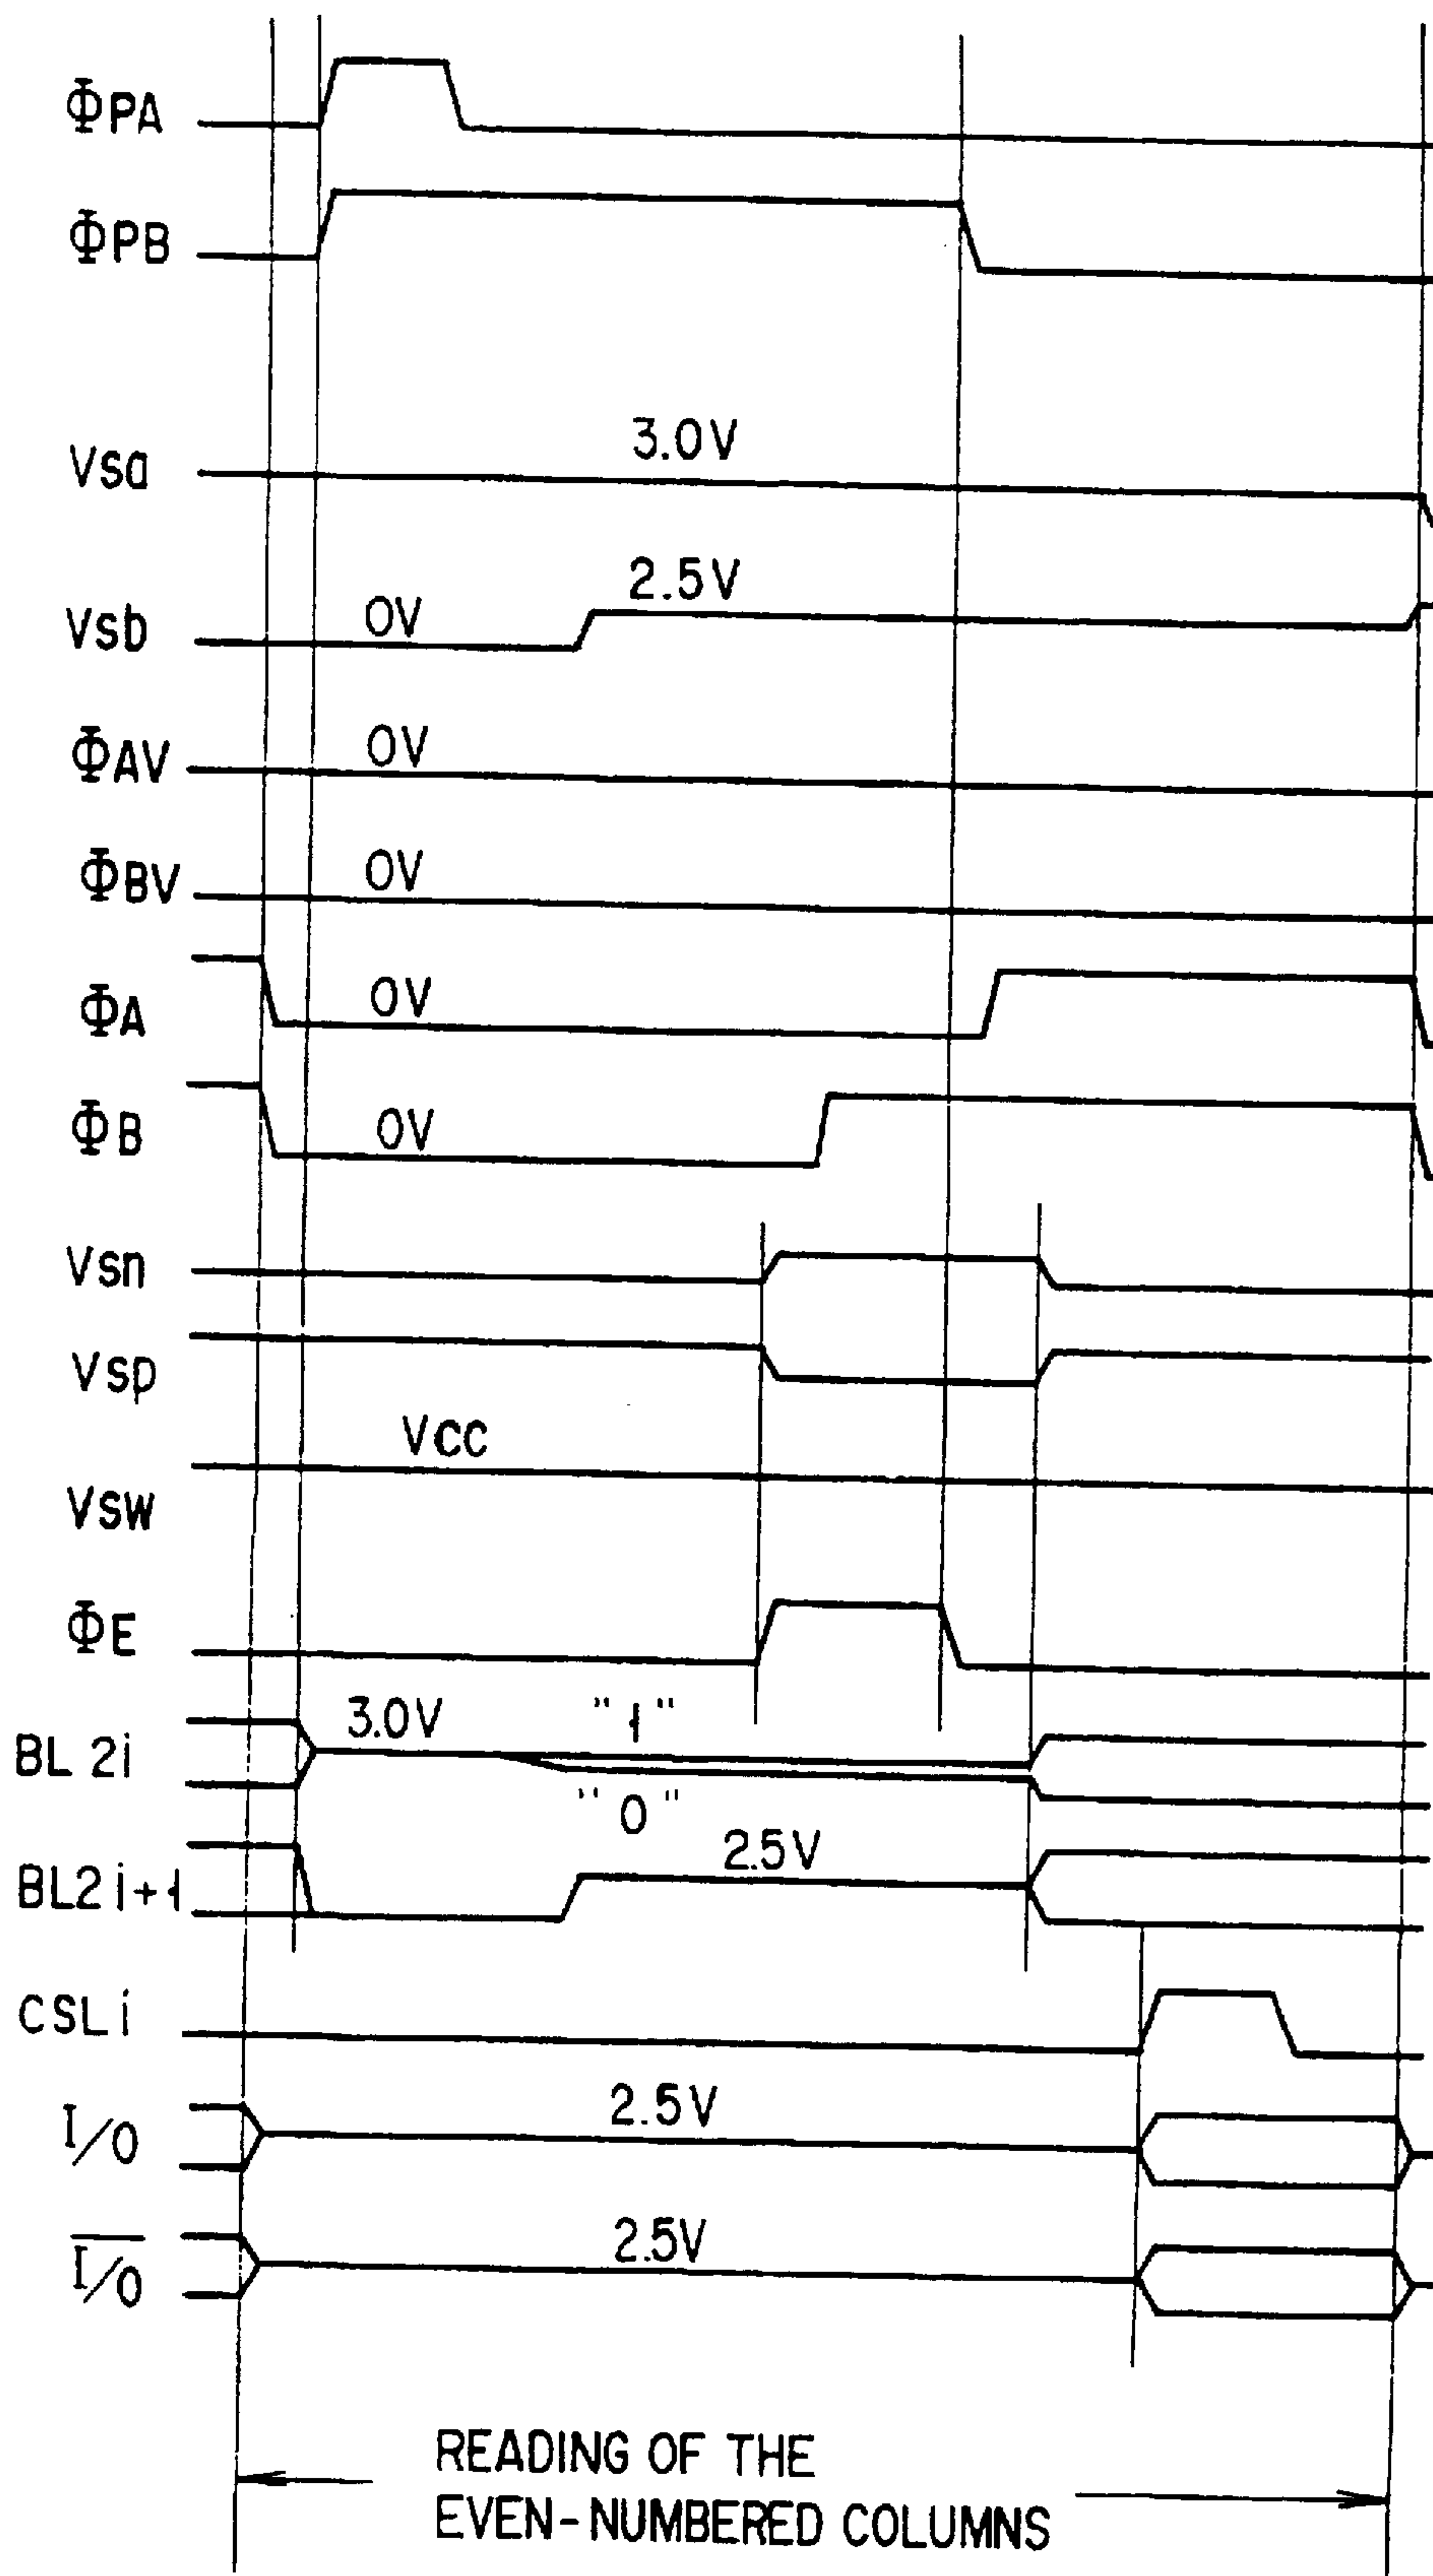 ΦPA
ΦPB
Vsa 3.0V
Vsb 0V 2.5V
ΦAV 0V
ΦBV 0V
ΦA 0V
ΦB 0V
Vsn
Vsp
Vsw VCC
ΦE
BL 2i 3.0V "1" "0"
BL2i+1 2.5V
CSLi
I/O 2.5V
I/O 2.5V
READING OF THE
EVEN-NUMBERED COLUMNS